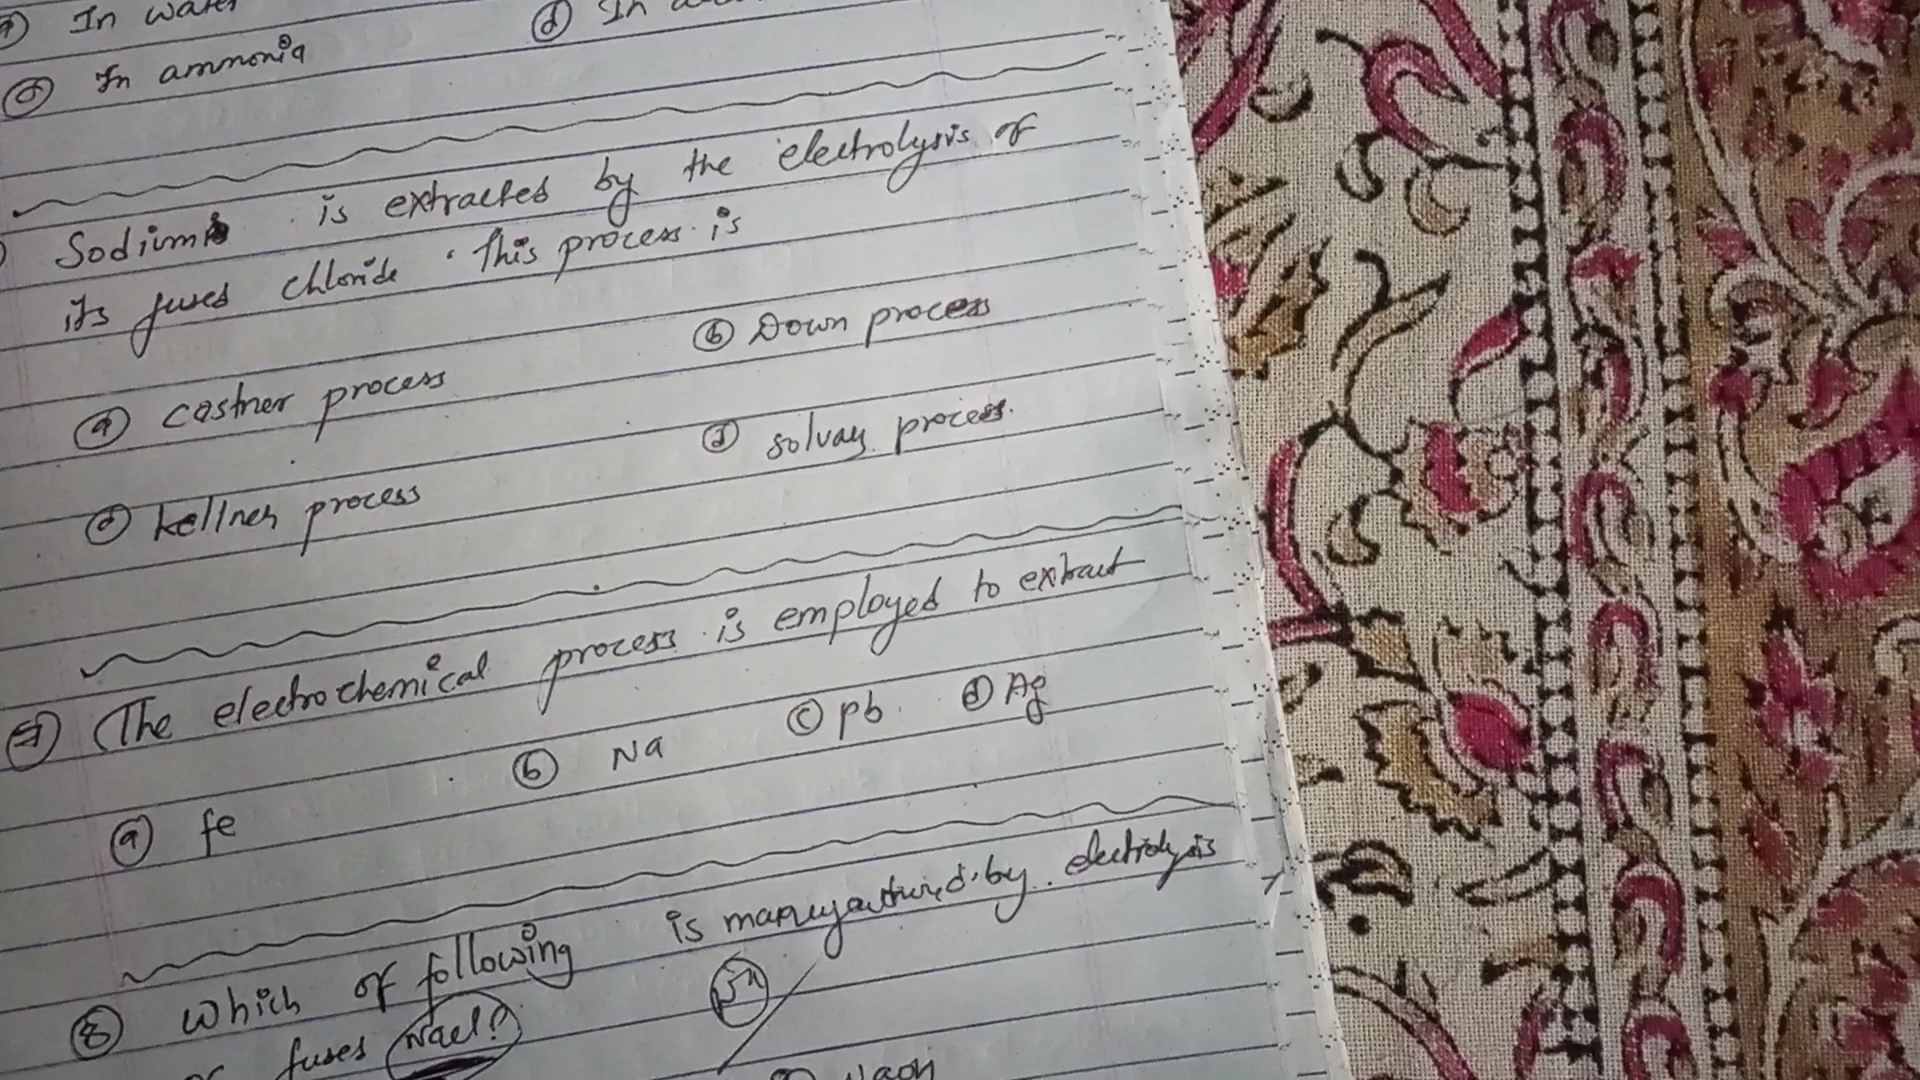 In water
ⓓ In
ⓒ In ammonia
Sodium is extracted by the electrolysis of
its fused chloride. This process is
ⓐ castner process ⓑ Down process
ⓒ kellner process ⓓ solvay process.
⑦ The electrochemical process is employed to extract
ⓐ fe ⓑ Na ⓒ pb ⓓ Ag
⑧ which of following is manufactured by electrolysis
fuses Nacl?